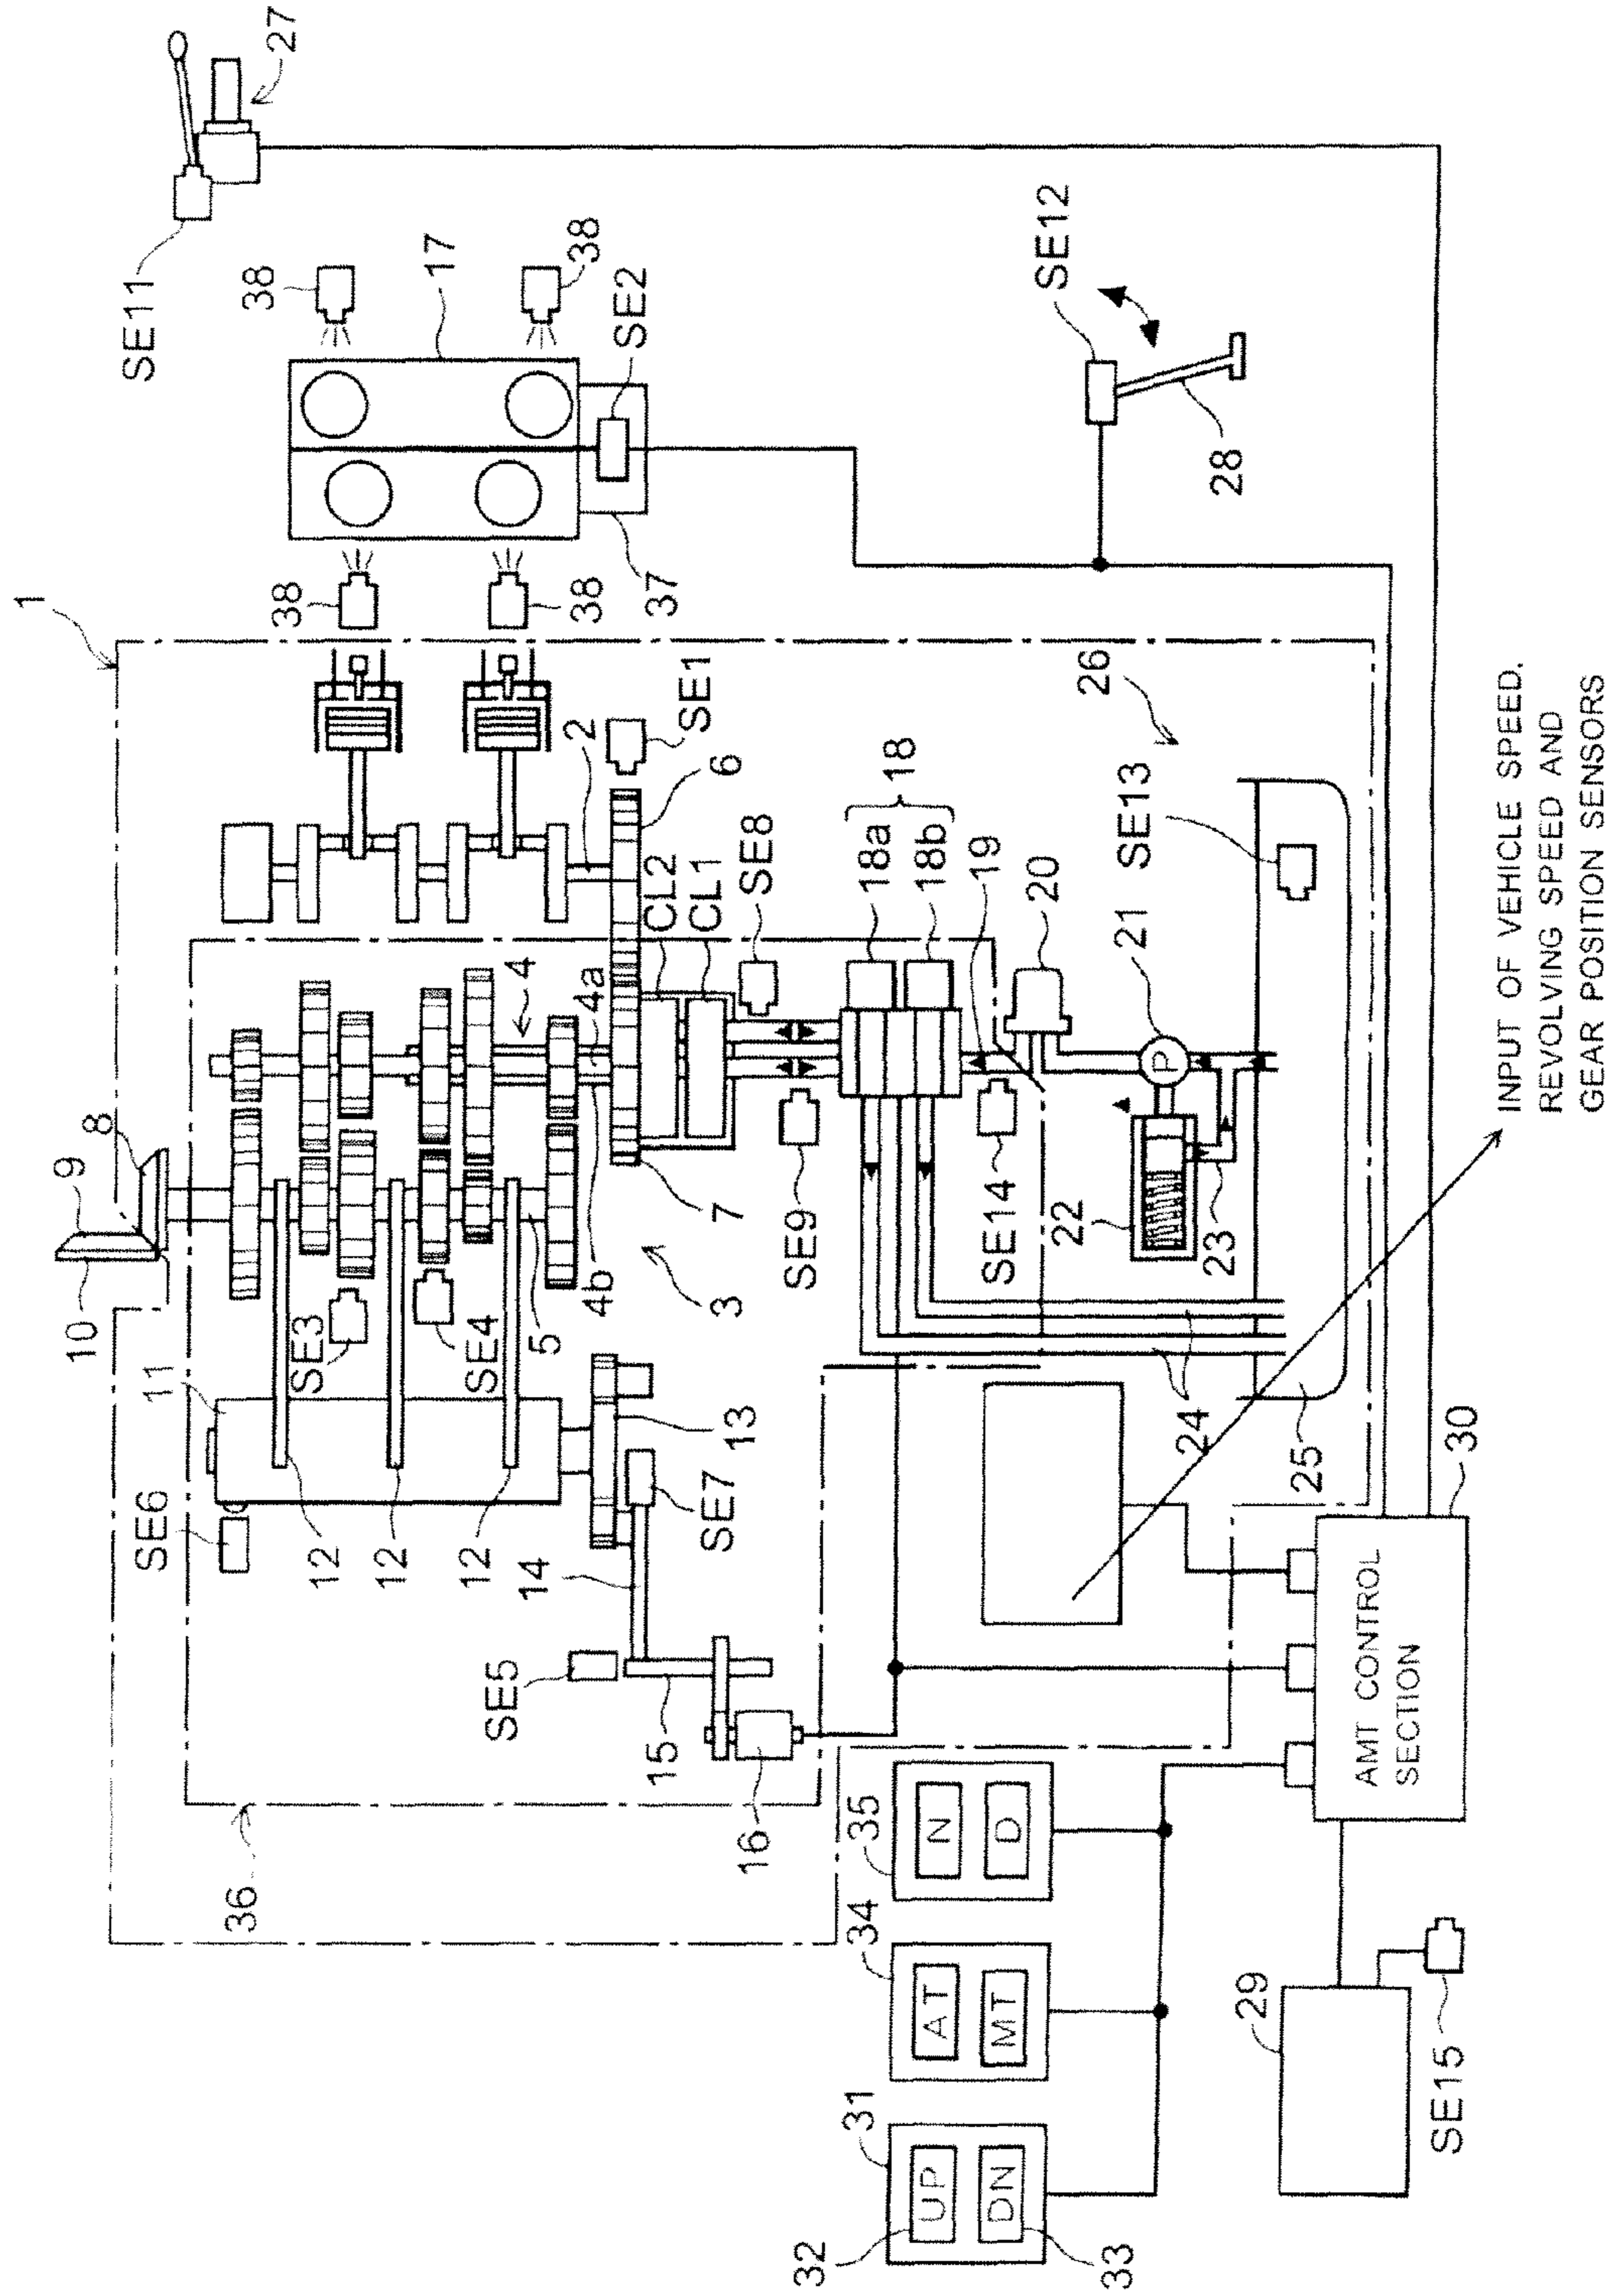 27
SE11
38
17
38
SE2
SE12
28
1
38
38
37
SE1
2
6
26
18
18a
18b
CL2
CL1
SE8
19
20
SE13
21
4
4a
9
8
10
7
SE9
SE14
22
23
4b
3
SE3
SE4
5
11
13
24
25
30
SE6
12
12
12
14
SE7
SE5
15
16
36
P
INPUT OF VEHICLE SPEED.
REVOLVING SPEED AND
GEAR POSITION SENSORS
AMT CONTROL
SECTION
35
N
D
34
AT
MT
31
UP
DN
32
33
29
SE15